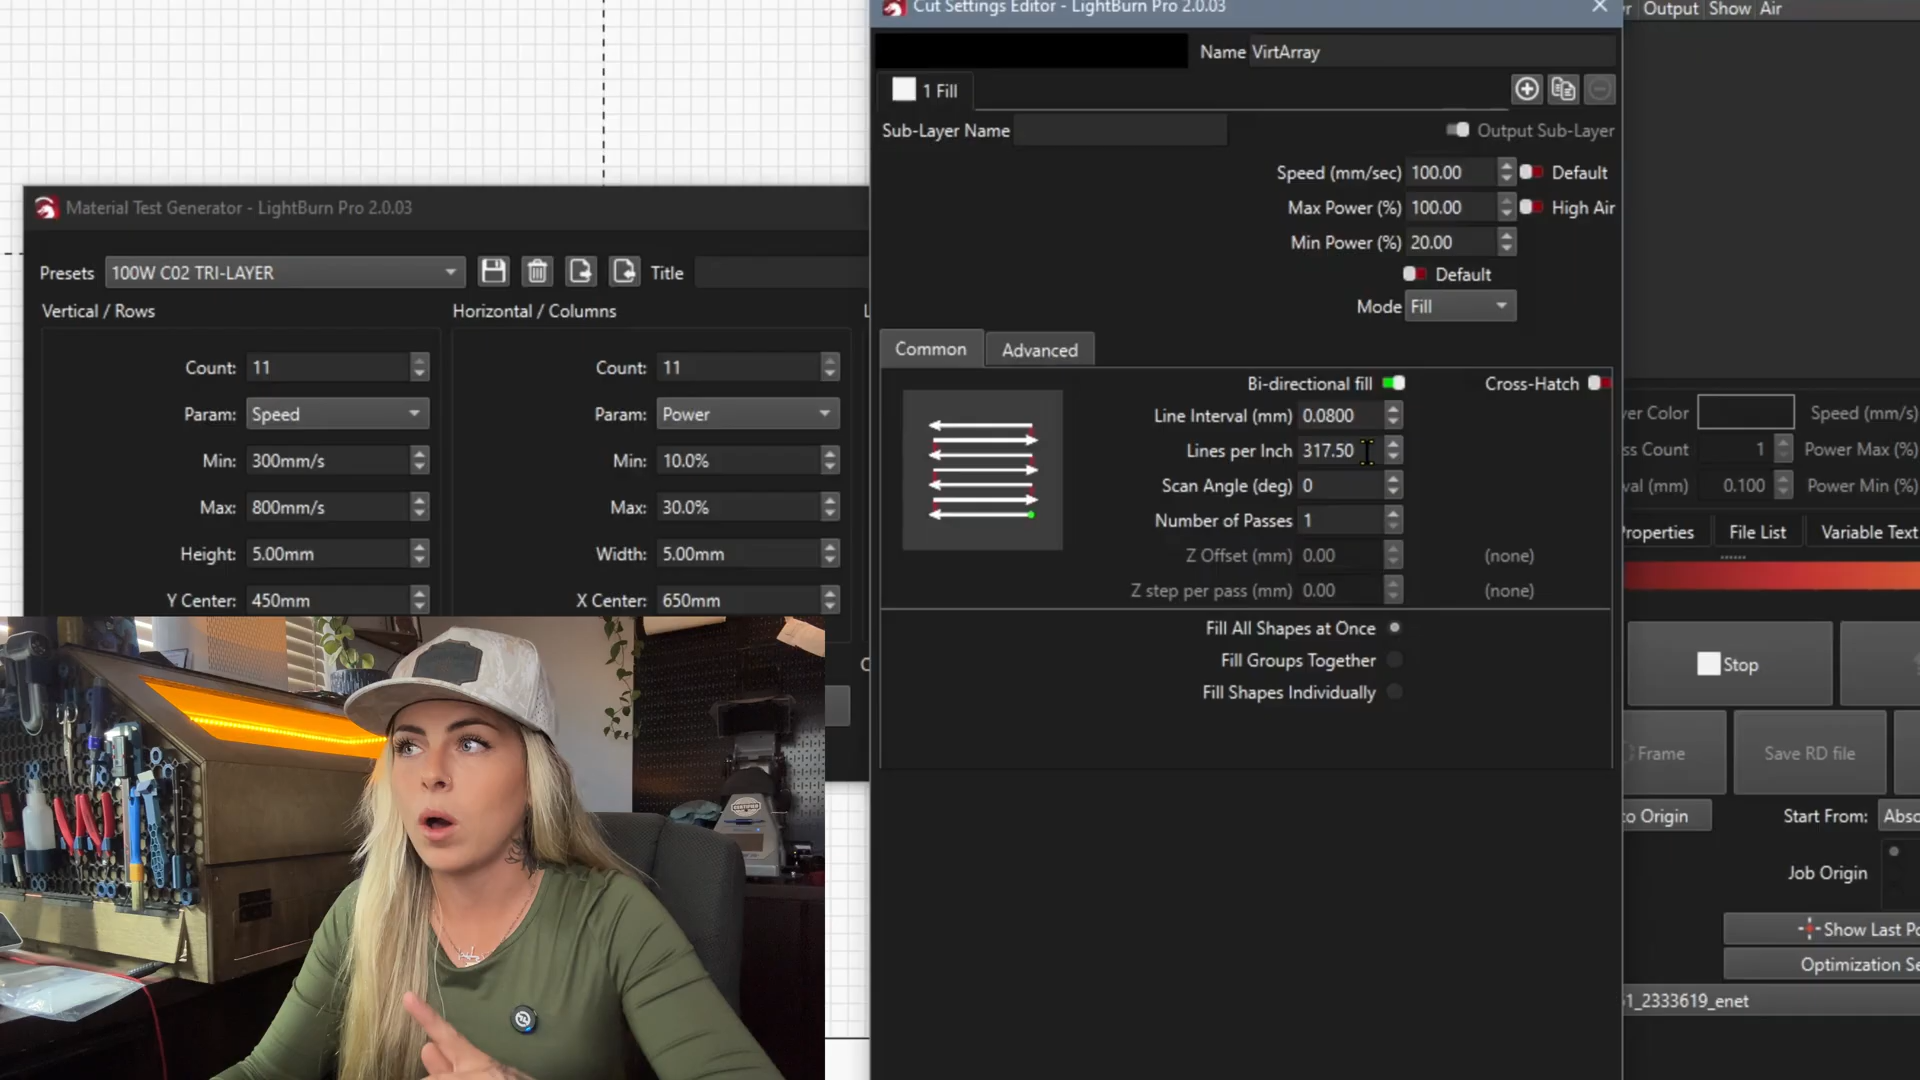 Cut Settings Editor - LightBurn Pro 2.0.03
Output Show Air
Name VirtArray
1 Fill
Sub-Layer Name
Output Sub-Layer
Speed (mm/sec) 100.00 Default
Max Power (%) 100.00 High Air
Min Power (%) 20.00
Default
Mode Fill
Common Advanced
Bi-directional fill Cross-Hatch
Line Interval (mm) 0.0800
Lines per Inch 317.50
Scan Angle (deg) 0
Number of Passes 1
Z Offset (mm) 0.00 (none)
Z step per pass (mm) 0.00 (none)
Fill All Shapes at Once
Fill Groups Together
Fill Shapes Individually
Material Test Generator - LightBurn Pro 2.0.03
Presets 100W C02 TRI-LAYER Title
Vertical / Rows Horizontal / Columns
Count: 11 Count: 11
Param: Speed Param: Power
Min: 300mm/s Min: 10.0%
Max: 800mm/s Max: 30.0%
Height: 5.00mm Width: 5.00mm
Y Center: 450mm X Center: 650mm
er Color Speed (mm/s)
ss Count 1 Power Max (%)
val (mm) 0.100 Power Min (%)
Properties File List Variable Text
Stop
Frame Save RD file
to Origin Start From: Abso
Job Origin
Show Last Po
Optimization Se
51_2333619_enet